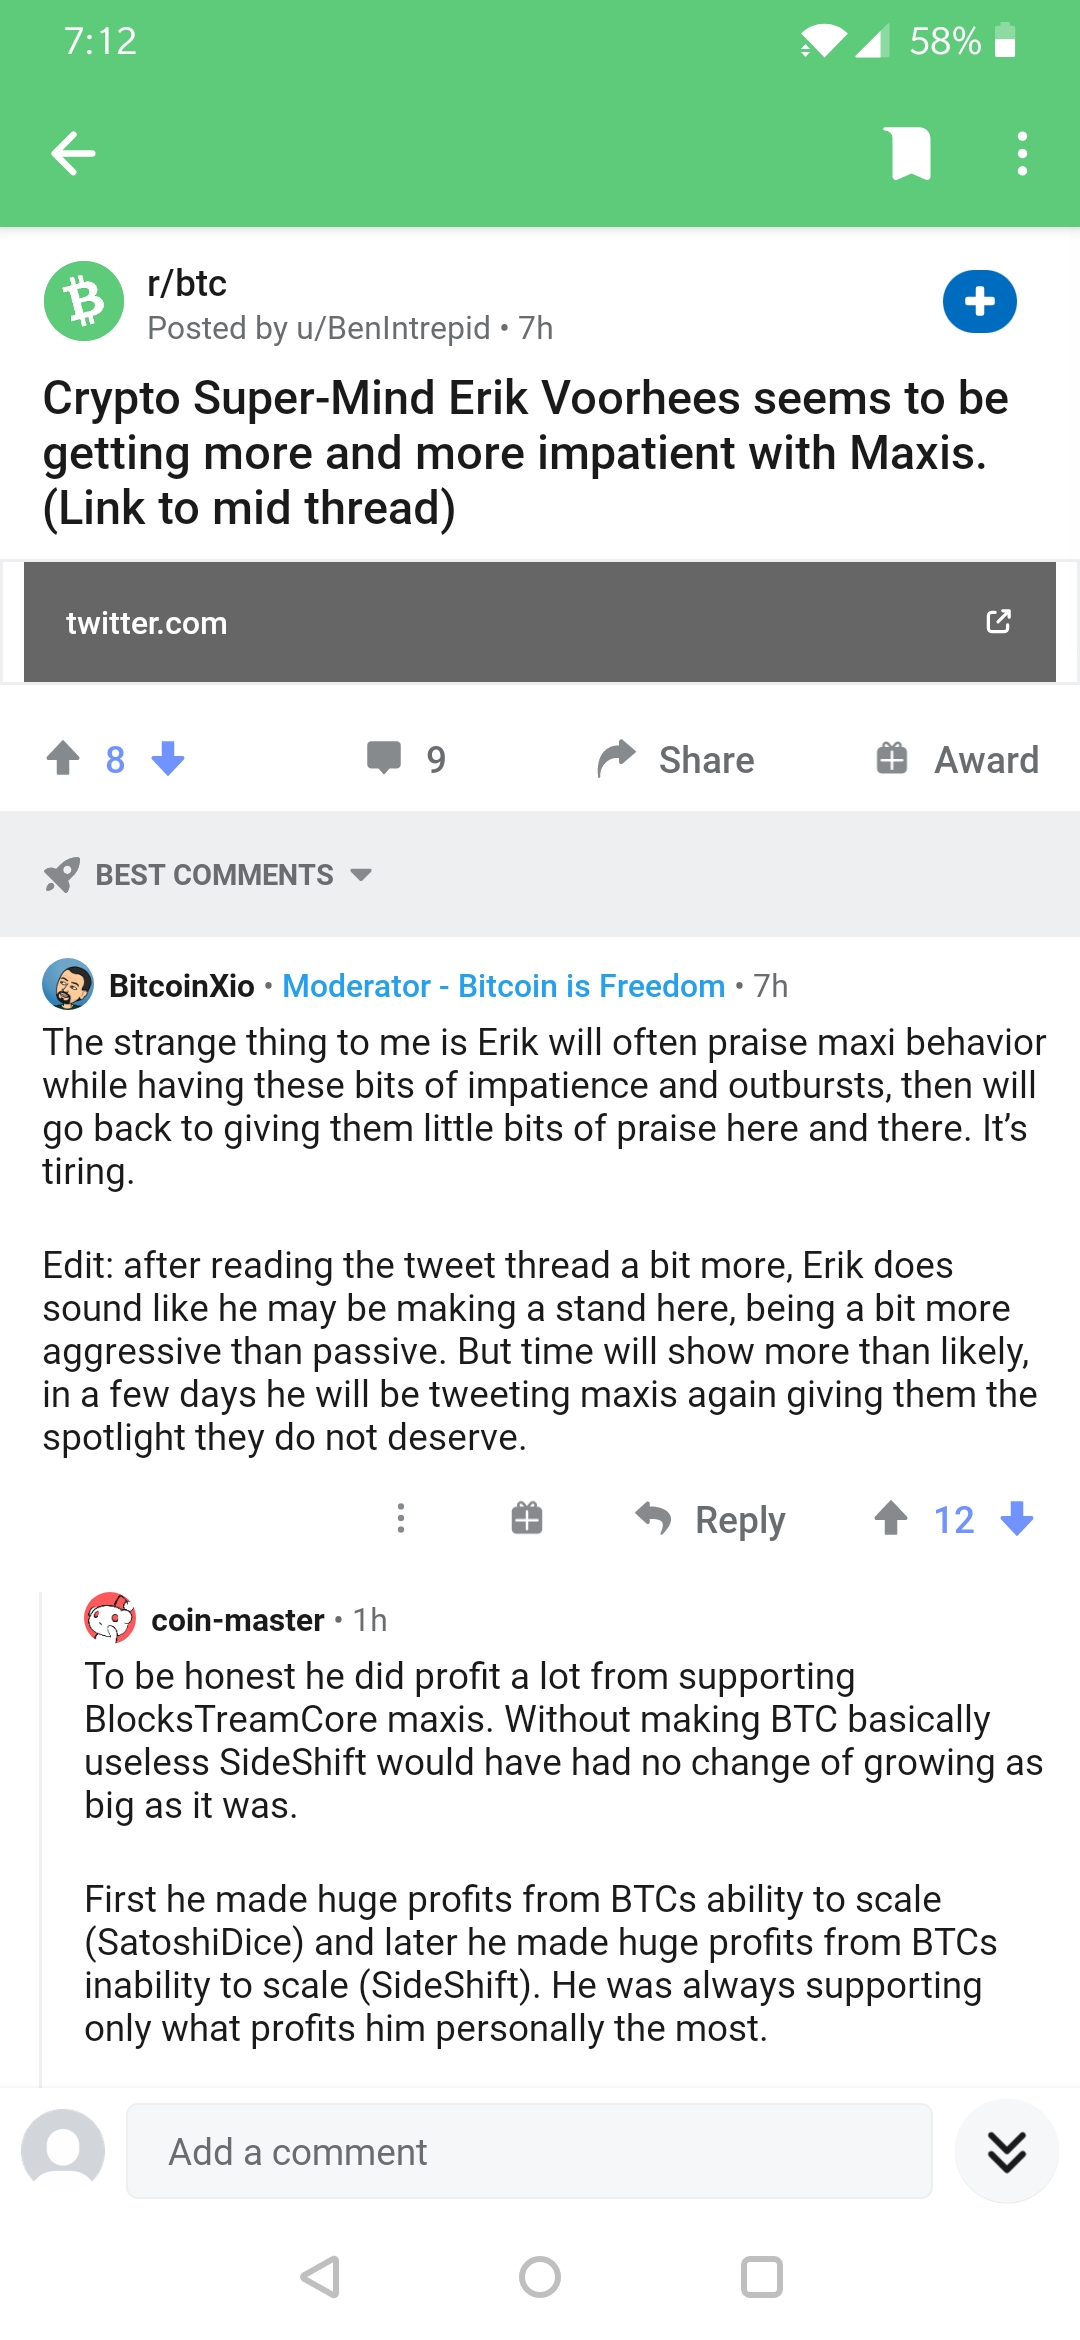 7:12
58%
r/btc
Posted by u/BenIntrepid • 7h
Crypto Super-Mind Erik Voorhees seems to be
getting more and more impatient with Maxis.
(Link to mid thread)
twitter.com
8
9
Share
Award
BEST COMMENTS
BitcoinXio • Moderator - Bitcoin is Freedom • 7h
The strange thing to me is Erik will often praise maxi behavior
while having these bits of impatience and outbursts, then will
go back to giving them little bits of praise here and there. It’s
tiring.
Edit: after reading the tweet thread a bit more, Erik does
sound like he may be making a stand here, being a bit more
aggressive than passive. But time will show more than likely,
in a few days he will be tweeting maxis again giving them the
spotlight they do not deserve.
Reply
12
coin-master • 1h
To be honest he did profit a lot from supporting
BlocksTreamCore maxis. Without making BTC basically
useless SideShift would have had no change of growing as
big as it was.
First he made huge profits from BTCs ability to scale
(SatoshiDice) and later he made huge profits from BTCs
inability to scale (SideShift). He was always supporting
only what profits him personally the most.
Add a comment